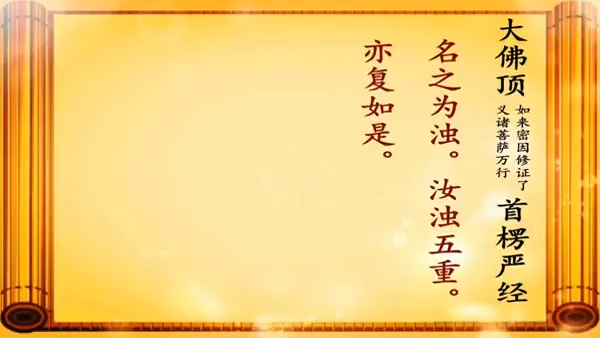 大佛顶
如来密因修证了
义诸菩萨万行
首楞严经
名之为浊。汝浊五重。
亦复如是。